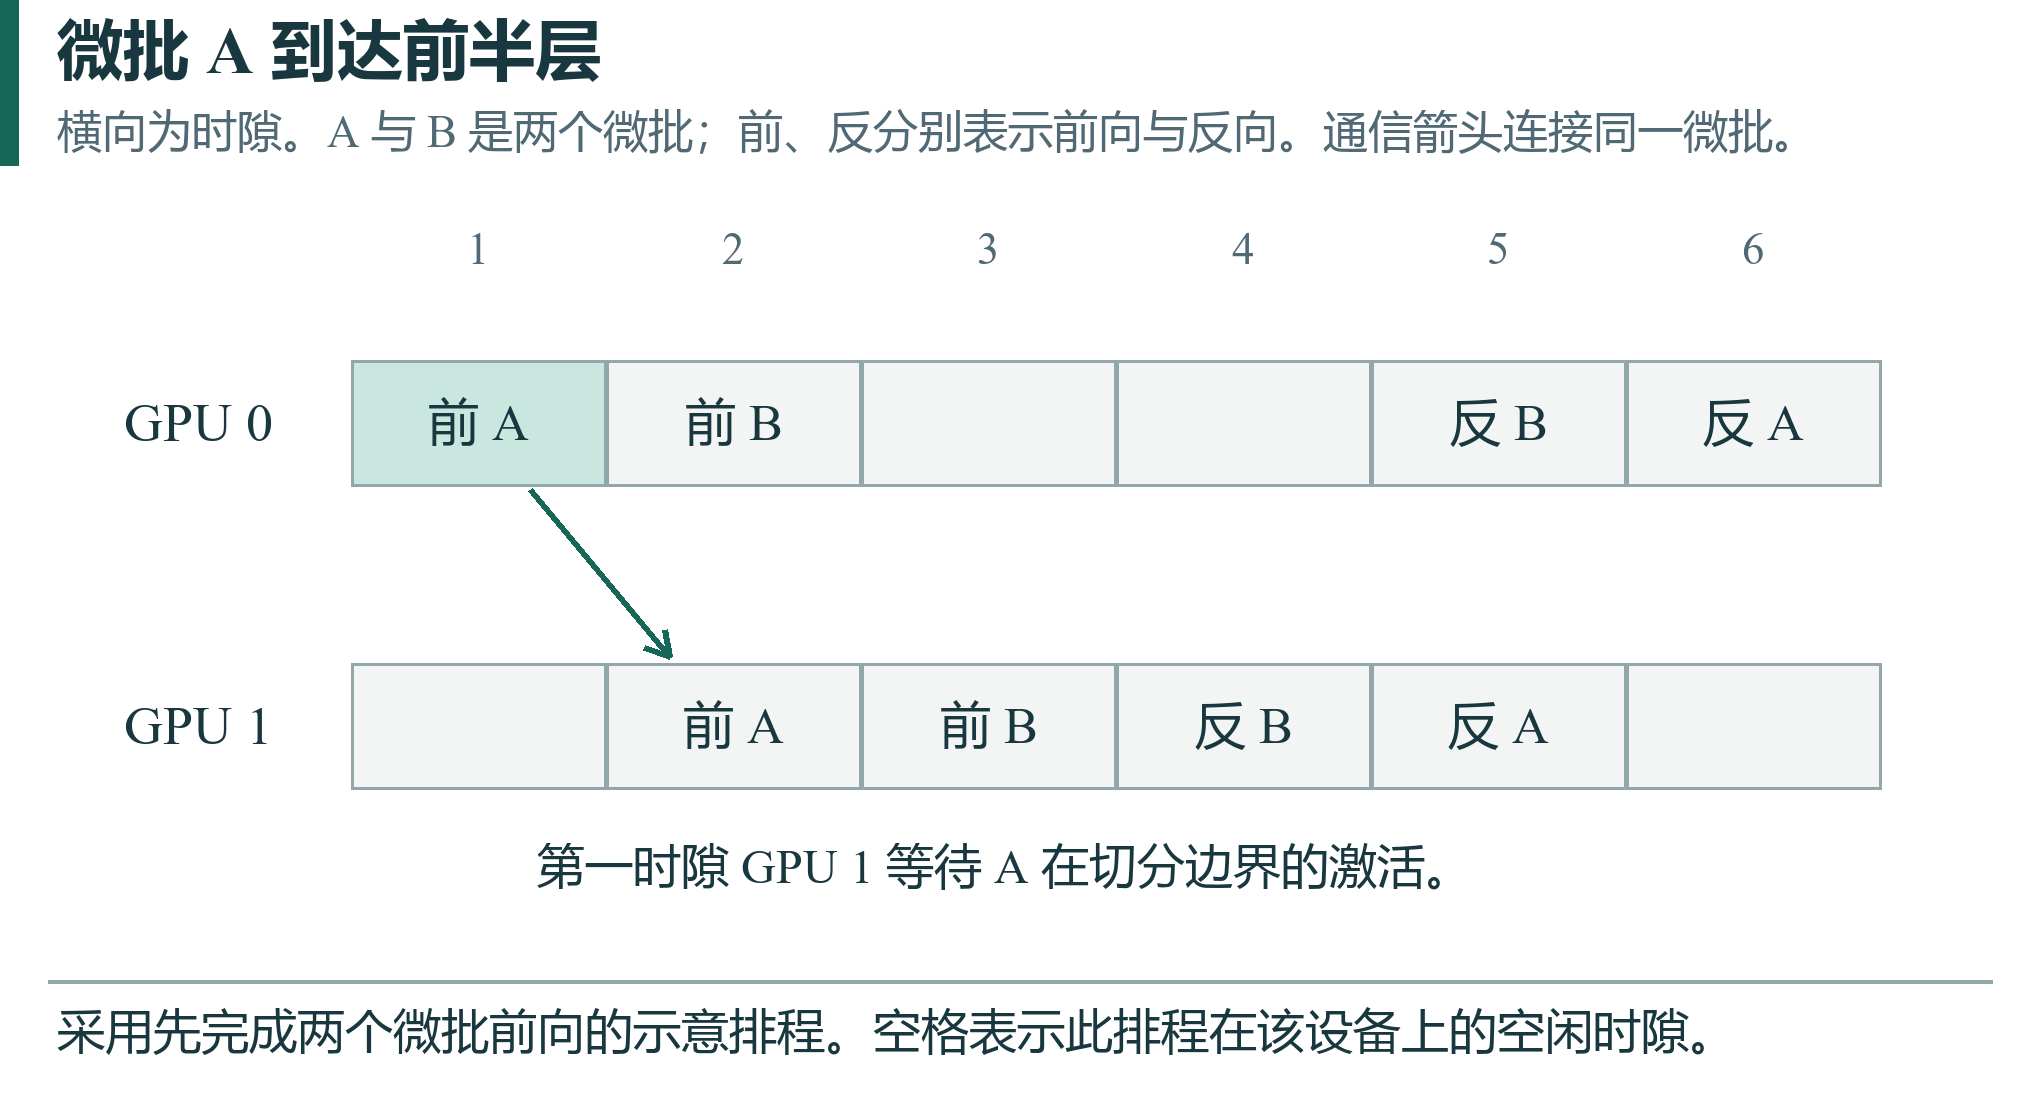 微批 A 到达前半层
横向为时隙。A 与 B 是两个微批；前、反分别表示前向与反向。通信箭头连接同一微批。
1 2 3 4 5 6
GPU 0 前 A 前 B 反 B 反 A
GPU 1 前 A 前 B 反 B 反 A
第一时隙 GPU 1 等待 A 在切分边界的激活。
采用先完成两个微批前向的示意排程。空格表示此排程在该设备上的空闲时隙。